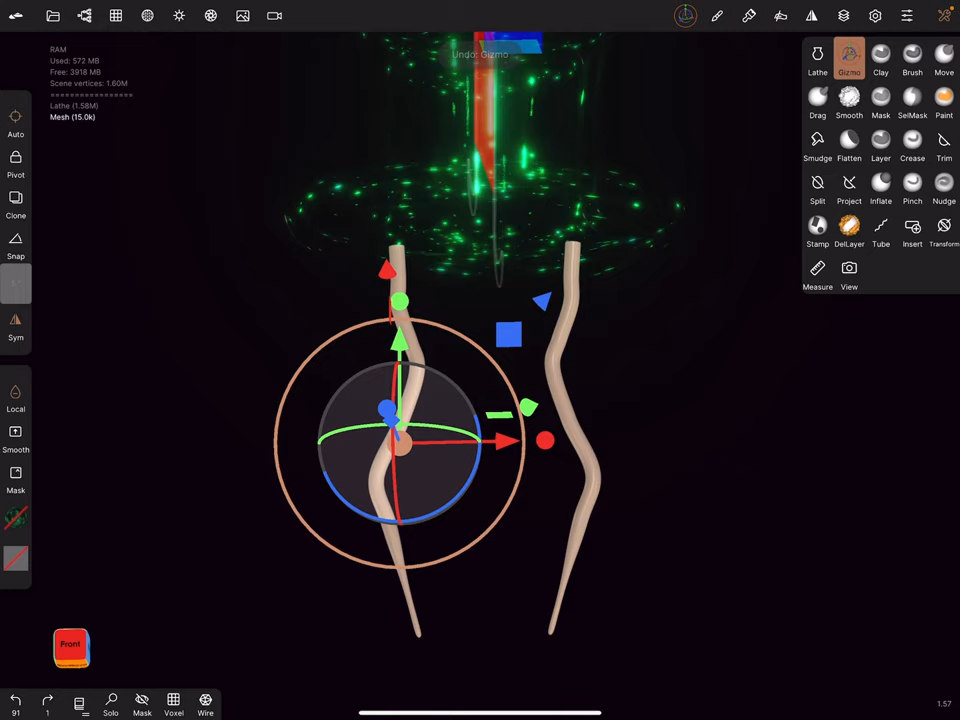 RAM
Used: 572 MB
Free: 3918 MB
Scene vertices: 1.60M
=================
Lathe (1.58M)
Mesh (15.0k)
Undo: Gizmo
Auto
Pivot
Clone
Snap
Sym
Local
Smooth
Mask
Lathe Gizmo Clay Brush Move
Drag Smooth Mask SelMask Paint
Smudge Flatten Layer Crease Trim
Split Project Inflate Pinch Nudge
Stamp DelLayer Tube Insert Transform
Measure View
Front
91 1 Solo Mask Voxel Wire
1.57